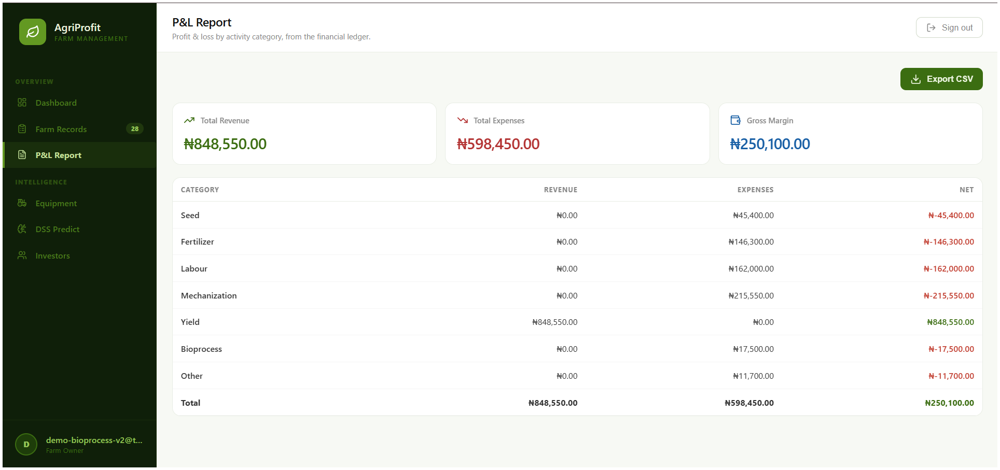 AgriProfit
FARM MANAGEMENT
OVERVIEW
Dashboard
Farm Records 28
P&L Report
INTELLIGENCE
Equipment
DSS Predict
Investors
D
demo-bioprocess-v2@t...
Farm Owner
P&L Report
Profit & loss by activity category, from the financial ledger.
Sign out
Export CSV
Total Revenue
₦848,550.00
Total Expenses
₦598,450.00
Gross Margin
₦250,100.00
CATEGORY REVENUE EXPENSES NET
Seed ₦0.00 ₦45,400.00 ₦-45,400.00
Fertilizer ₦0.00 ₦146,300.00 ₦-146,300.00
Labour ₦0.00 ₦162,000.00 ₦-162,000.00
Mechanization ₦0.00 ₦215,550.00 ₦-215,550.00
Yield ₦848,550.00 ₦0.00 ₦848,550.00
Bioprocess ₦0.00 ₦17,500.00 ₦-17,500.00
Other ₦0.00 ₦11,700.00 ₦-11,700.00
Total ₦848,550.00 ₦598,450.00 ₦250,100.00